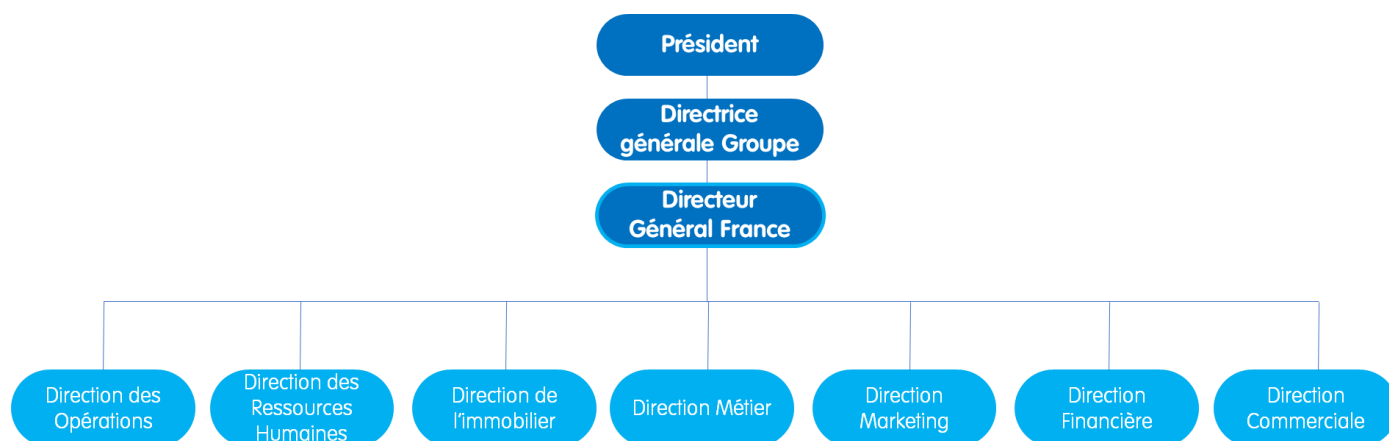 Président
Directrice
générale Groupe
Directeur
Général France
Direction des
Opérations
Direction des
Ressources
Humaines
Direction de
l'immobilier
Direction Métier
Direction
Marketing
Direction
Financière
Direction
Commerciale